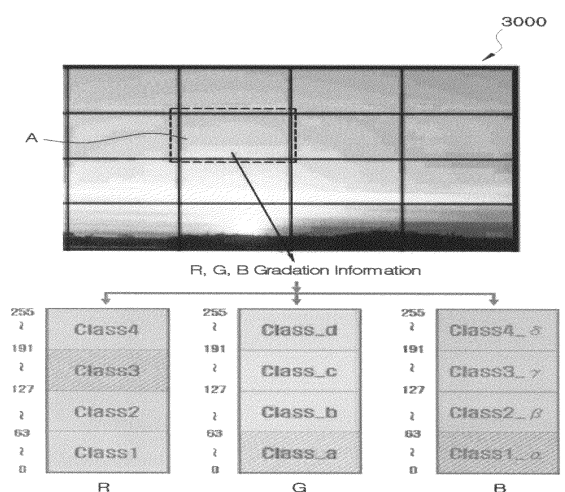 3000
A
R, G, B Gradation Information
255
~
191
~
127
~
63
~
0
Class4
Class3
Class2
Class1
R
255
~
191
~
127
~
63
~
0
Class_d
Class_c
Class_b
Class_a
G
255
~
191
~
127
~
63
~
0
Class4_δ
Class3_γ
Class2_β
Class1_α
B